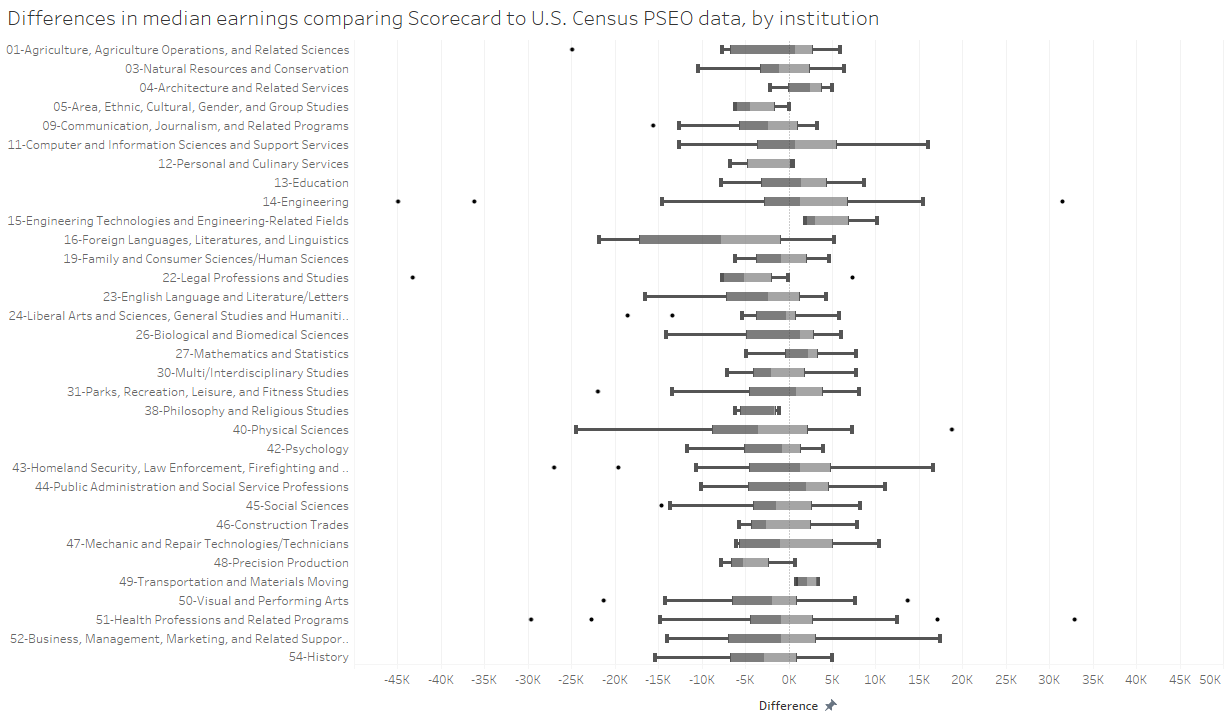 Differences in median earnings comparing Scorecard to U.S. Census PSEO data, by institution
01-Agriculture, Agriculture Operations, and Related Sciences
03-Natural Resources and Conservation
04-Architecture and Related Services
05-Area, Ethnic, Cultural, Gender, and Group Studies
09-Communication, Journalism, and Related Programs
11-Computer and Information Sciences and Support Services
12-Personal and Culinary Services
13-Education
14-Engineering
15-Engineering Technologies and Engineering-Related Fields
16-Foreign Languages, Literatures, and Linguistics
19-Family and Consumer Sciences/Human Sciences
22-Legal Professions and Studies
23-English Language and Literature/Letters
24-Liberal Arts and Sciences, General Studies and Humaniti..
26-Biological and Biomedical Sciences
27-Mathematics and Statistics
30-Multi/Interdisciplinary Studies
31-Parks, Recreation, Leisure, and Fitness Studies
38-Philosophy and Religious Studies
40-Physical Sciences
42-Psychology
43-Homeland Security, Law Enforcement, Firefighting and ..
44-Public Administration and Social Service Professions
45-Social Sciences
46-Construction Trades
47-Mechanic and Repair Technologies/Technicians
48-Precision Production
49-Transportation and Materials Moving
50-Visual and Performing Arts
51-Health Professions and Related Programs
52-Business, Management, Marketing, and Related Suppor..
54-History
-45K -40K -35K -30K -25K -20K -15K -10K -5K 0K 5K 10K 15K 20K 25K 30K 35K 40K 45K 50K
Difference